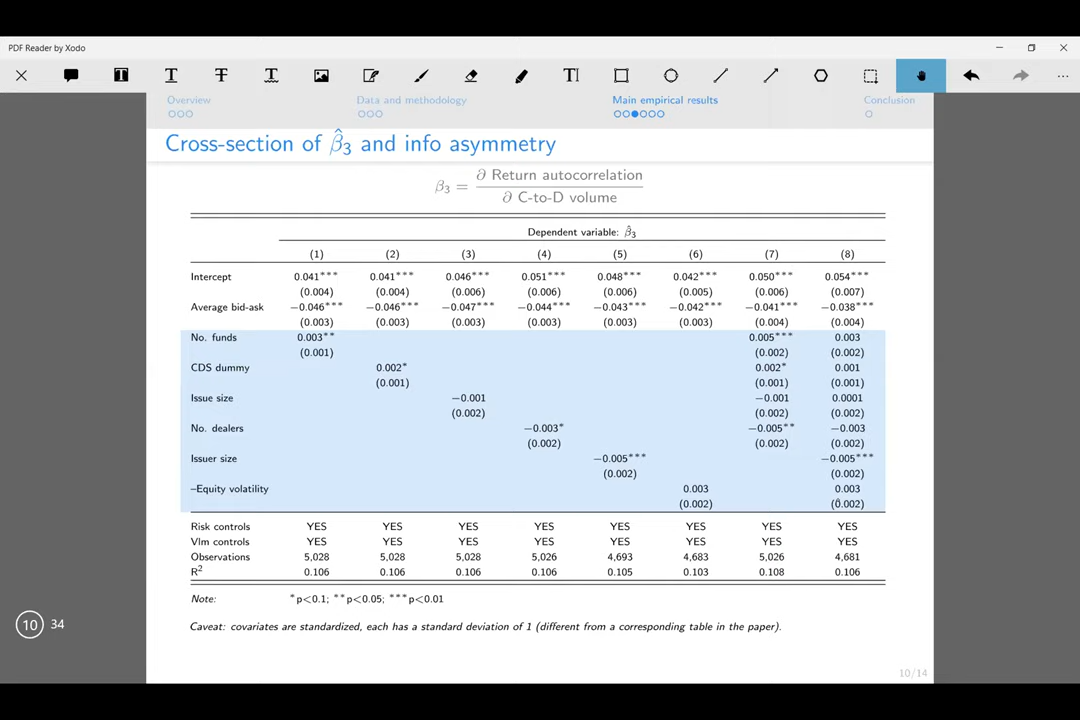 PDF Reader by Xodo
Overview Data and methodology Main empirical results Conclusion
Cross-section of β̂3 and info asymmetry
β3 = ∂ Return autocorrelation / ∂ C-to-D volume
Dependent variable: β̂3
(1) (2) (3) (4) (5) (6) (7) (8)
Intercept 0.041*** 0.041*** 0.046*** 0.051*** 0.048*** 0.042*** 0.050*** 0.054***
(0.004) (0.004) (0.006) (0.006) (0.006) (0.005) (0.006) (0.007)
Average bid-ask −0.046*** −0.046*** −0.047*** −0.044*** −0.043*** −0.042*** −0.041*** −0.038***
(0.003) (0.003) (0.003) (0.003) (0.003) (0.003) (0.004) (0.004)
No. funds 0.003** 0.005*** 0.003
(0.001) (0.002) (0.002)
CDS dummy 0.002* 0.002* 0.001
(0.001) (0.001) (0.001)
Issue size −0.001 −0.001 0.0001
(0.002) (0.002) (0.002)
No. dealers −0.003* −0.005** −0.003
(0.002) (0.002) (0.002)
Issuer size −0.005*** −0.005***
(0.002) (0.002)
−Equity volatility 0.003 0.003
(0.002) (0.002)
Risk controls YES YES YES YES YES YES YES YES
Vlm controls YES YES YES YES YES YES YES YES
Observations 5,028 5,028 5,028 5,026 4,693 4,683 5,026 4,681
R2 0.106 0.106 0.106 0.106 0.105 0.103 0.108 0.106
Note: *p<0.1; **p<0.05; ***p<0.01
Caveat: covariates are standardized, each has a standard deviation of 1 (different from a corresponding table in the paper).
10 34
10/14